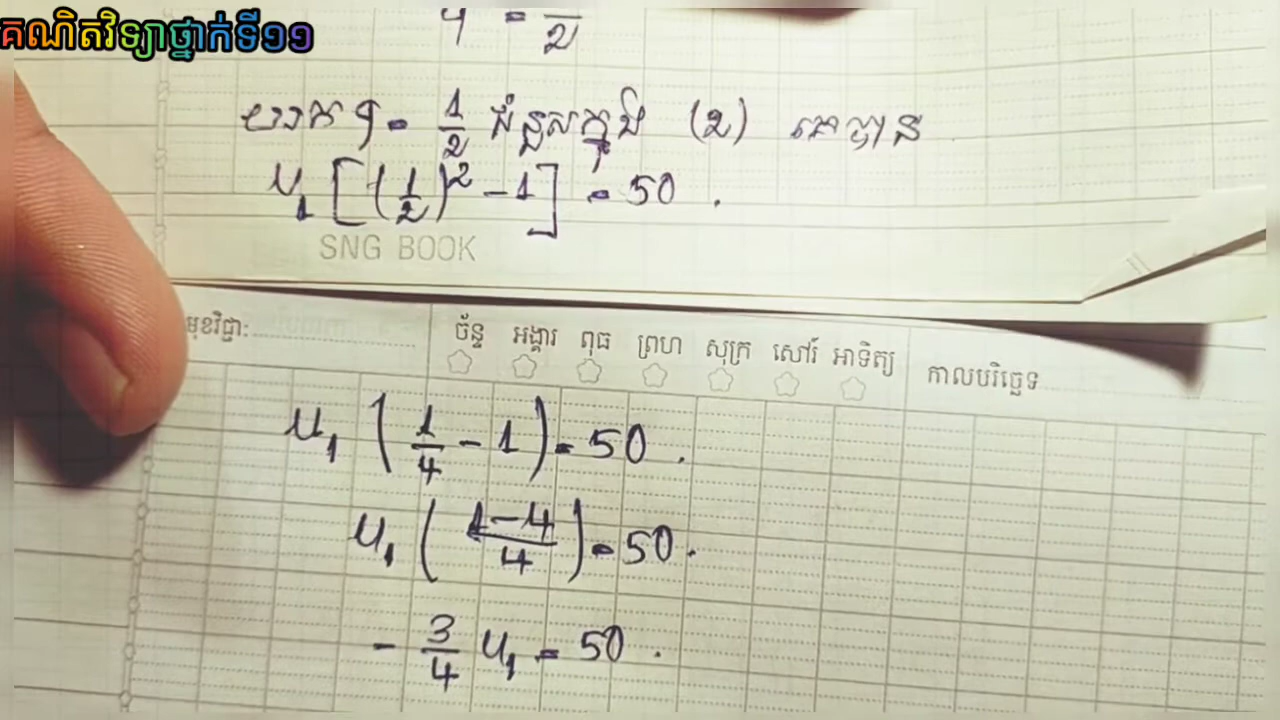 គណិតវិទ្យាថ្នាក់ទី១១
q = —/2
យក q = 1/2 ជំនួសក្នុង (2) គេបាន
U₁ [(1/2)² - 1] = 50 .
SNG BOOK
មុខវិជ្ជា: ច័ន្ទ អង្គារ ពុធ ព្រហ សុក្រ សៅរ៍ អាទិត្យ កាលបរិច្ឆេទ
U₁ (1/4 - 1) = 50 .
U₁ ((1-4)/4) = 50 .
- 3/4 U₁ = 50 .